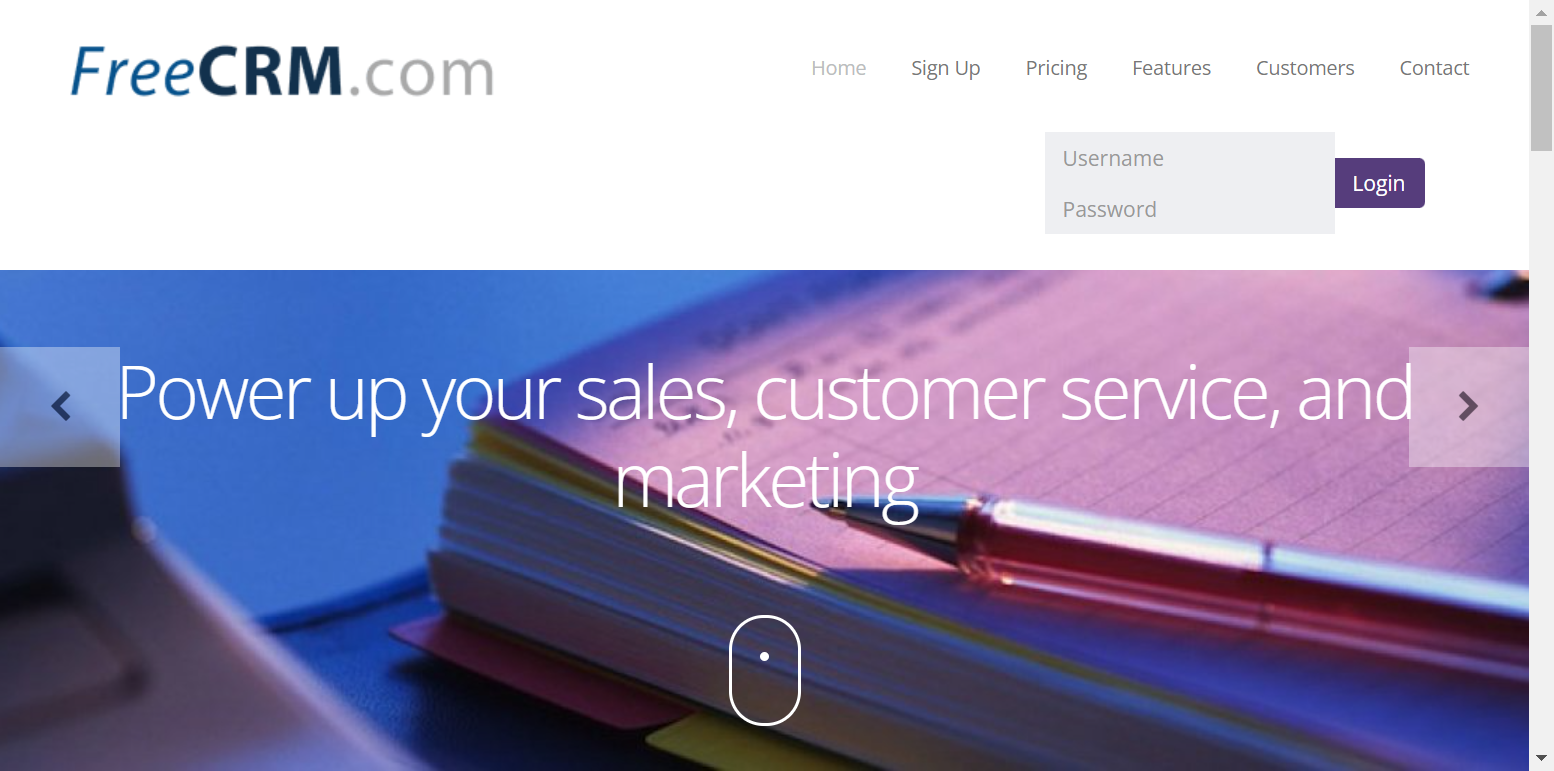 FreeCRM.com
Home Sign Up Pricing Features Customers Contact
Username
Login
Password
Power up your sales, customer service, and
marketing